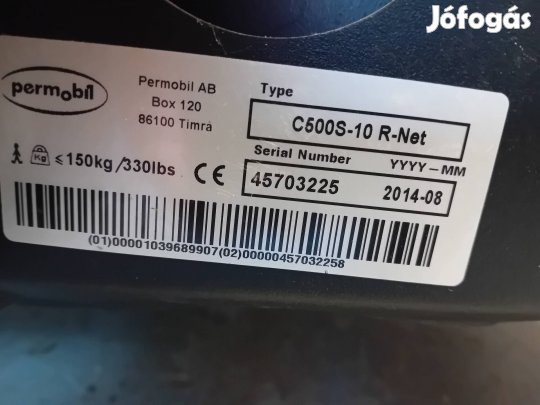 Jófogás
permobil
Permobil AB
Box 120
86100 Timrå
Type
C500S-10 R-Net
Serial Number YYYY-MM
45703225 2014-08
Kg ≤150kg/330lbs CE
(01)00001039689907(02)00000457032258